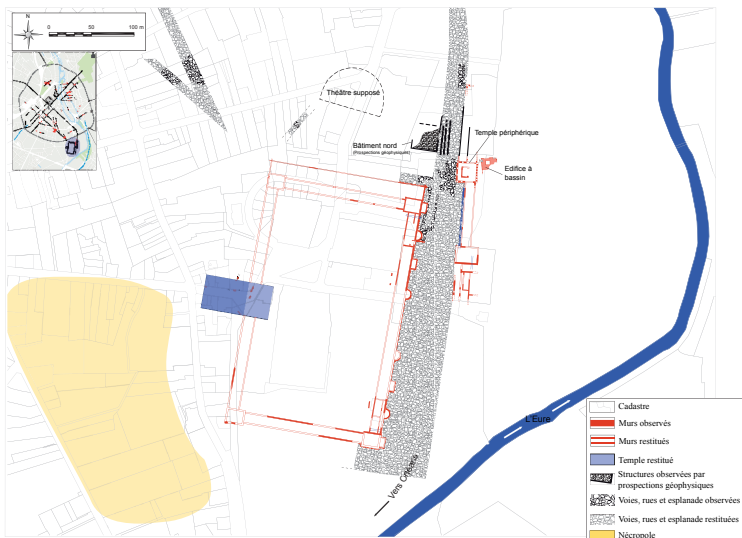 N
0 50 100 m
Théâtre supposé
Temple périphérique
Bâtiment nord
(Prospections géophysiques)
Edifice à
bassin
L'Eure
Vers Orléans
Cadastre
Murs observés
Murs restitués
Temple restitué
Structures observées par
prospections géophysiques
Voies, rues et esplanade observées
Voies, rues et esplanade restituées
Nécropole